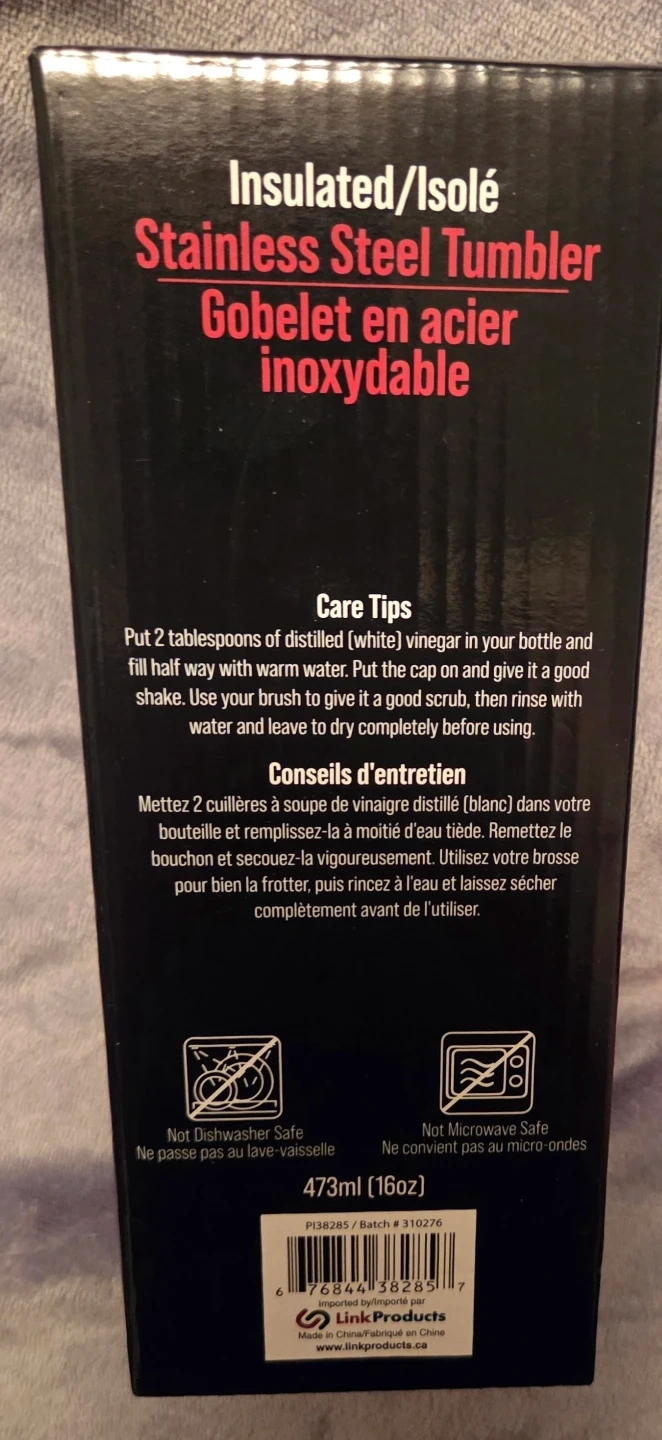 Insulated/Isolé
Stainless Steel Tumbler
Gobelet en acier
inoxydable
Care Tips
Put 2 tablespoons of distilled (white) vinegar in your bottle and
fill half way with warm water. Put the cap on and give it a good
shake. Use your brush to give it a good scrub, then rinse with
water and leave to dry completely before using.
Conseils d'entretien
Mettez 2 cuillères à soupe de vinaigre distillé (blanc) dans votre
bouteille et remplissez-la à moitié d'eau tiède. Remettez le
bouchon et secouez-la vigoureusement. Utilisez votre brosse
pour bien la frotter, puis rincez à l'eau et laissez sécher
complètement avant de l'utiliser.
Not Dishwasher Safe
Ne passe pas au lave-vaisselle
Not Microwave Safe
Ne convient pas au micro-ondes
473ml (16oz)
PI38285 / Batch # 310276
6 76844 38285 7
Imported by/Importé par
LinkProducts
Made in China/Fabriqué en Chine
www.linkproducts.ca